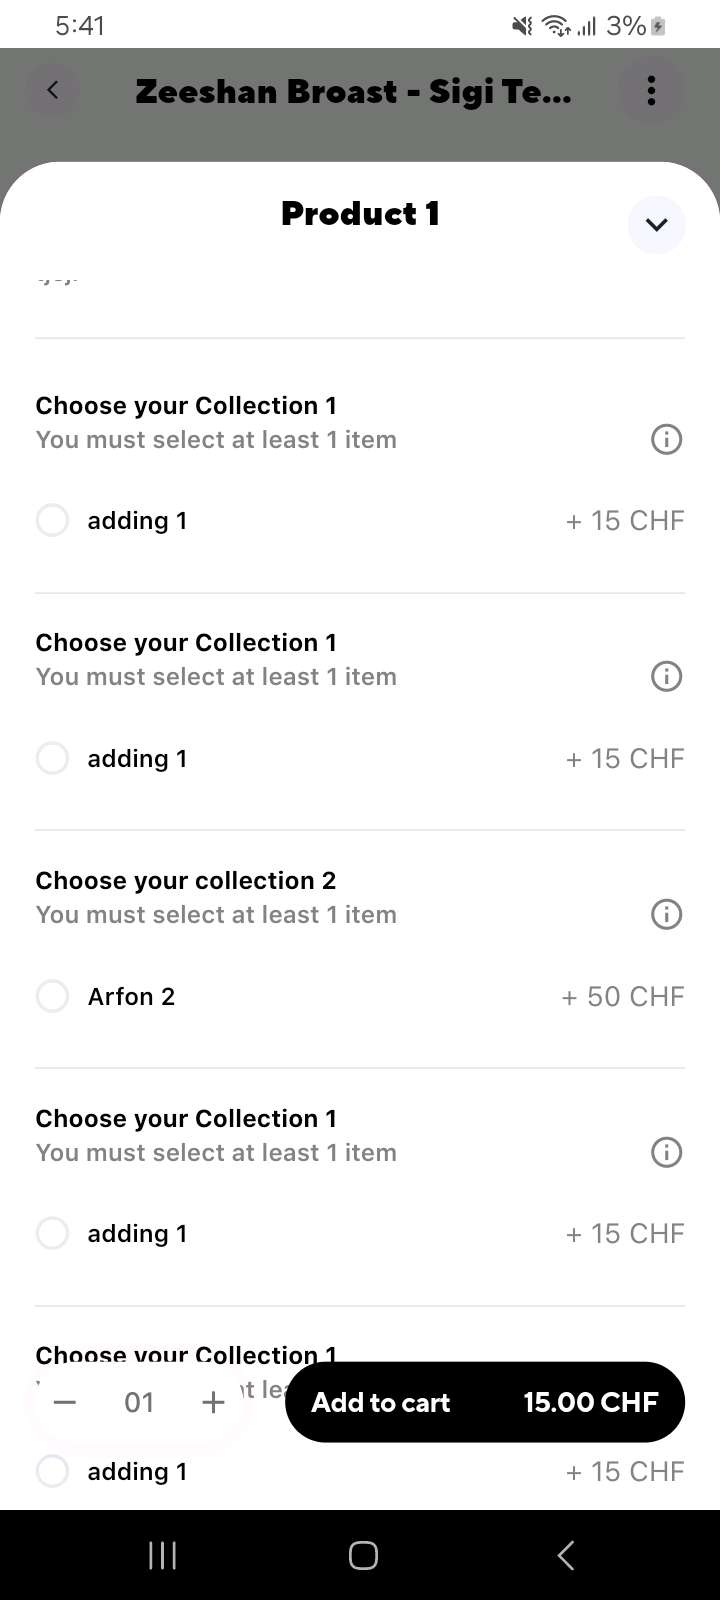 5:41
3%
Zeeshan Broast - Sigi Te...
Product 1
Choose your Collection 1
You must select at least 1 item
adding 1
+ 15 CHF
Choose your Collection 1
You must select at least 1 item
adding 1
+ 15 CHF
Choose your collection 2
You must select at least 1 item
Arfon 2
+ 50 CHF
Choose your Collection 1
You must select at least 1 item
adding 1
+ 15 CHF
Choose your Collection 1
01
Add to cart
15.00 CHF
adding 1
+ 15 CHF